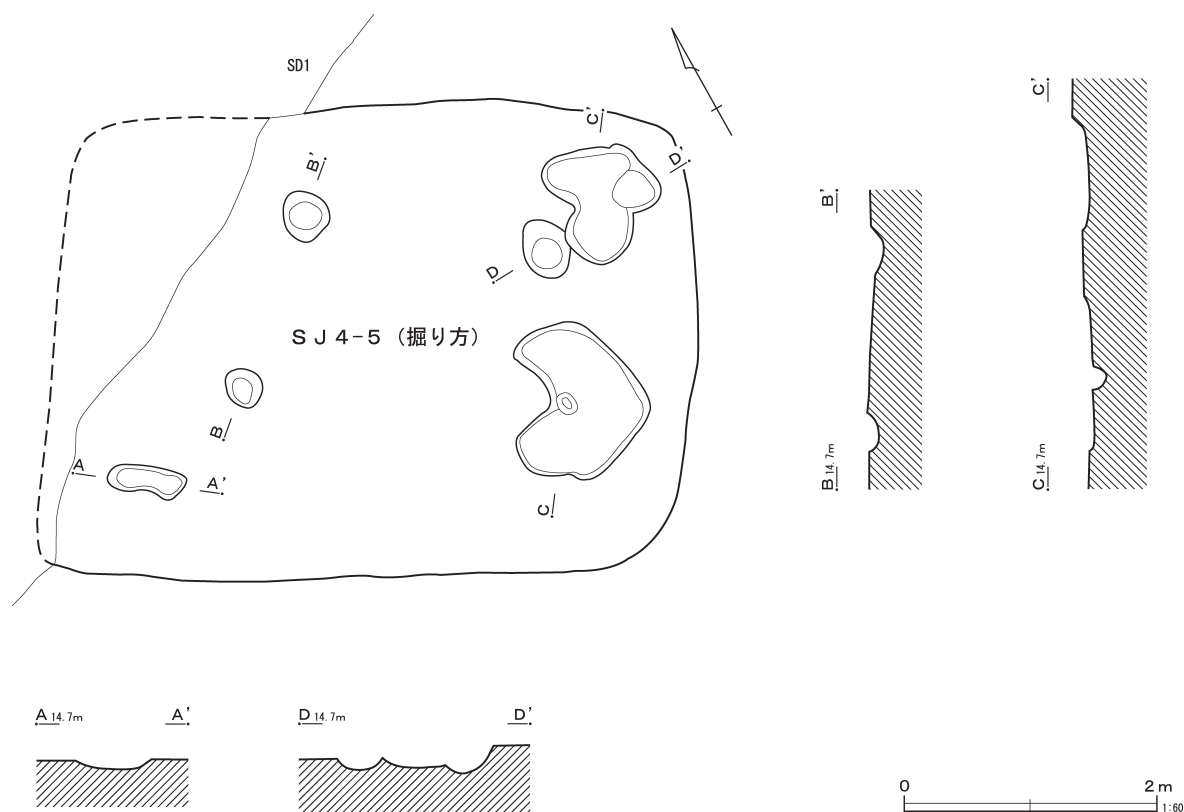 SD1
C'
B'
D'
D
SJ4-5 (掘り方)
B
A
A'
C
B'
B 14.7m
C'
C 14.7m
A 14.7m A'
D 14.7m D'
0 2m
1:60